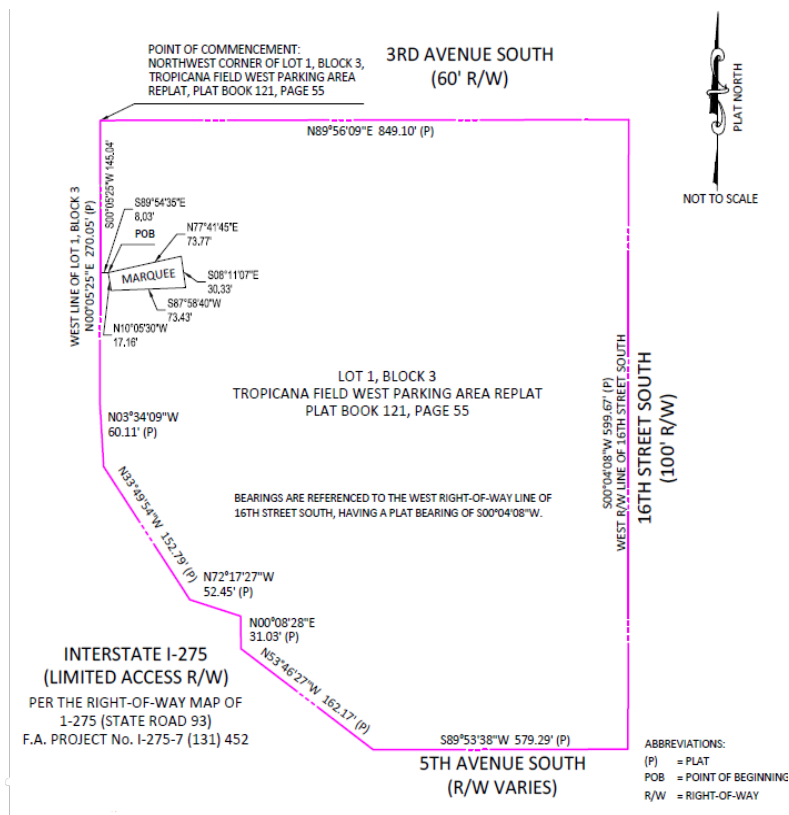 POINT OF COMMENCEMENT:
NORTHWEST CORNER OF LOT 1, BLOCK 3,
TROPICANA FIELD WEST PARKING AREA
REPLAT, PLAT BOOK 121, PAGE 55
3RD AVENUE SOUTH
(60' R/W)
PLAT NORTH
NOT TO SCALE
N89°56'09"E 849.10' (P)
WEST LINE OF LOT 1, BLOCK 3
N00°05'25"E 270.05' (P)
S00°05'25"W 145.04'
S89°54'35"E
8.03'
POB
N77°41'45"E
73.77'
MARQUEE
S08°11'07"E
30.33'
S87°58'40"W
73.43'
N10°05'30"W
17.16'
LOT 1, BLOCK 3
TROPICANA FIELD WEST PARKING AREA REPLAT
PLAT BOOK 121, PAGE 55
N03°34'09"W
60.11' (P)
S00°04'08"W 599.67' (P)
WEST R/W LINE OF 16TH STREET SOUTH
16TH STREET SOUTH
(100' R/W)
BEARINGS ARE REFERENCED TO THE WEST RIGHT-OF-WAY LINE OF
16TH STREET SOUTH, HAVING A PLAT BEARING OF S00°04'08"W.
N33°49'54"W 152.79' (P)
N72°17'27"W
52.45' (P)
N00°08'28"E
31.03' (P)
N53°46'27"W 162.17' (P)
INTERSTATE I-275
(LIMITED ACCESS R/W)
PER THE RIGHT-OF-WAY MAP OF
1-275 (STATE ROAD 93)
F.A. PROJECT No. I-275-7 (131) 452
S89°53'38"W 579.29' (P)
5TH AVENUE SOUTH
(R/W VARIES)
ABBREVIATIONS:
(P) = PLAT
POB = POINT OF BEGINNING
R/W = RIGHT-OF-WAY